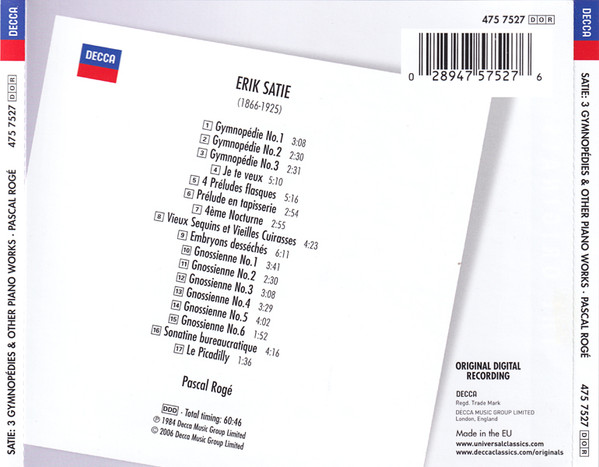 SATIE: 3 GYMNOPÉDIES & OTHER PIANO WORKS · PASCAL ROGÉ 475 7527 DOR DECCA
DECCA
475 7527 DOR
0 28947 57527 6
ERIK SATIE
(1866-1925)
1 Gymnopédie No.1 3:08
2 Gymnopédie No.2 2:30
3 Gymnopédie No.3 2:31
4 Je te veux 5:10
5 4 Préludes flasques 5:16
6 Prélude en tapisserie 2:54
7 4ème Nocturne 2:55
8 Vieux Sequins et Vieilles Cuirasses 4:23
9 Embryons desséchés 6:11
10 Gnossienne No.1 3:41
11 Gnossienne No.2 2:30
12 Gnossienne No.3 3:08
13 Gnossienne No.4 3:29
14 Gnossienne No.5 4:02
15 Gnossienne No.6 1:52
16 Sonatine bureaucratique 4:16
17 Le Picadilly 1:36
Pascal Rogé
DDD · Total timing: 60:46
℗ 1984 Decca Music Group Limited
© 2006 Decca Music Group Limited
ORIGINAL DIGITAL
RECORDING
DECCA
Regd. Trade Mark
DECCA MUSIC GROUP LIMITED
London, England
Made in the EU
www.universalclassics.com
www.deccaclassics.com/originals
DECCA 475 7527 DOR
SATIE: 3 GYMNOPÉDIES & OTHER PIANO WORKS · PASCAL ROGÉ 475 7527 DOR